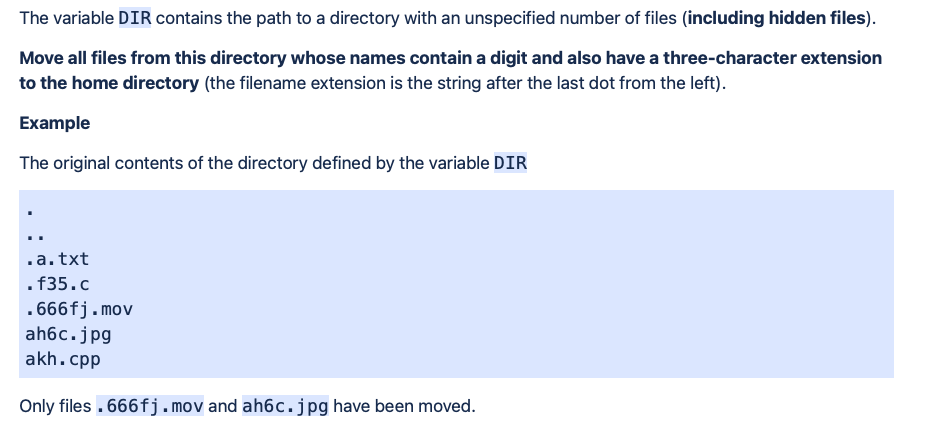 The variable DIR contains the path to a directory with an unspecified number of files (including hidden files).
Move all files from this directory whose names contain a digit and also have a three-character extension
to the home directory (the filename extension is the string after the last dot from the left).
Example
The original contents of the directory defined by the variable DIR
.
..
.a.txt
.f35.c
.666fj.mov
ah6c.jpg
akh.cpp
Only files .666fj.mov and ah6c.jpg have been moved.